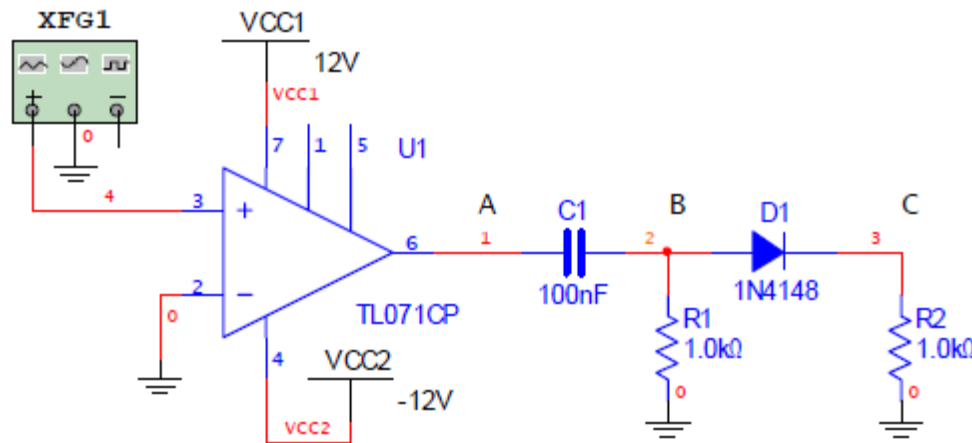 XFG1
VCC1
12V
VCC1
+
−
0
7
1
5
U1
4
3
+
A
C1
B
D1
C
6
1
2
3
2
−
100nF
1N4148
0
TL071CP
R1
1.0kΩ
R2
1.0kΩ
4
VCC2
0
0
-12V
VCC2